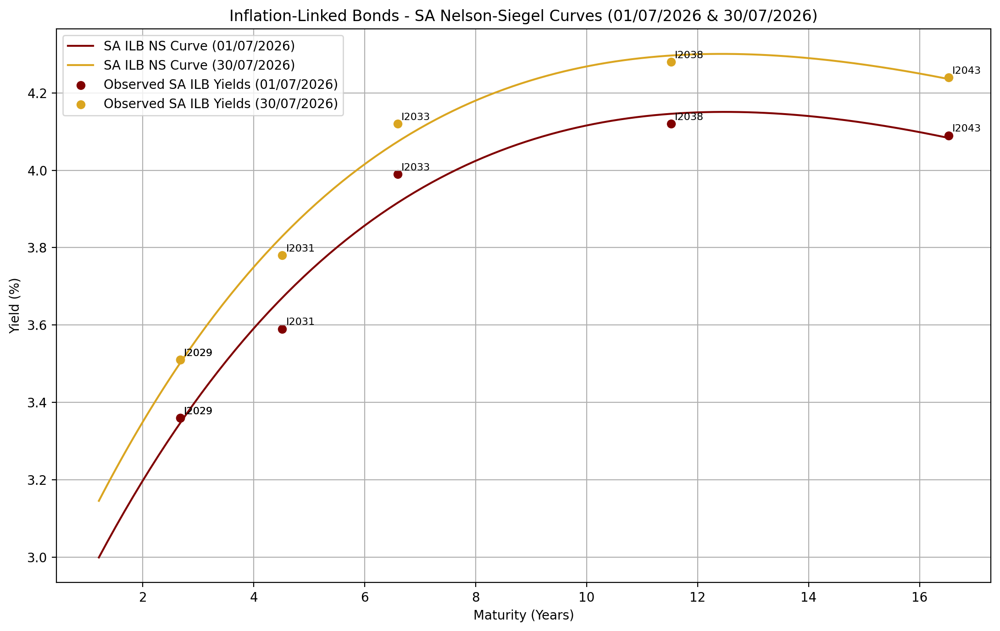 Inflation-Linked Bonds - SA Nelson-Siegel Curves (01/07/2026 & 30/07/2026)
SA ILB NS Curve (01/07/2026)
SA ILB NS Curve (30/07/2026)
Observed SA ILB Yields (01/07/2026)
Observed SA ILB Yields (30/07/2026)
I2038
I2043
I2033
I2038
I2043
I2033
I2031
I2031
I2029
I2029
4.2
4.0
3.8
3.6
3.4
3.2
3.0
Yield (%)
2 4 6 8 10 12 14 16
Maturity (Years)